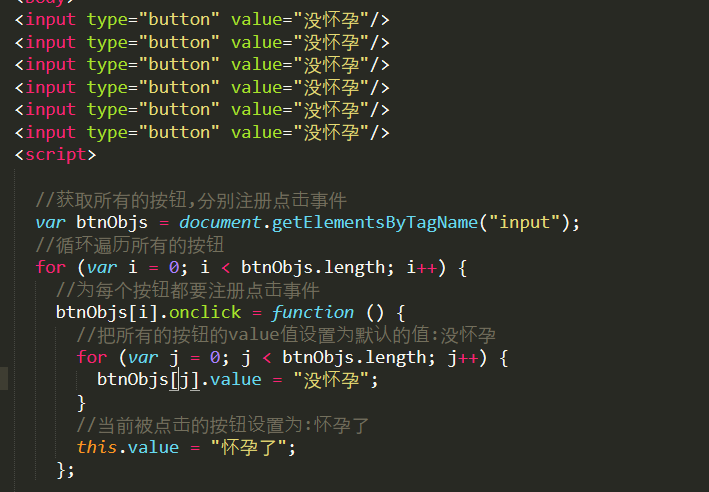 <body>
<input type="button" value="没怀孕"/>
<input type="button" value="没怀孕"/>
<input type="button" value="没怀孕"/>
<input type="button" value="没怀孕"/>
<input type="button" value="没怀孕"/>
<input type="button" value="没怀孕"/>
<script>
//获取所有的按钮,分别注册点击事件
var btnObjs = document.getElementsByTagName("input");
//循环遍历所有的按钮
for (var i = 0; i < btnObjs.length; i++) {
//为每个按钮都要注册点击事件
btnObjs[i].onclick = function () {
//把所有的按钮的value值设置为默认的值:没怀孕
for (var j = 0; j < btnObjs.length; j++) {
btnObjs[j].value = "没怀孕";
}
//当前被点击的按钮设置为:怀孕了
this.value = "怀孕了";
};